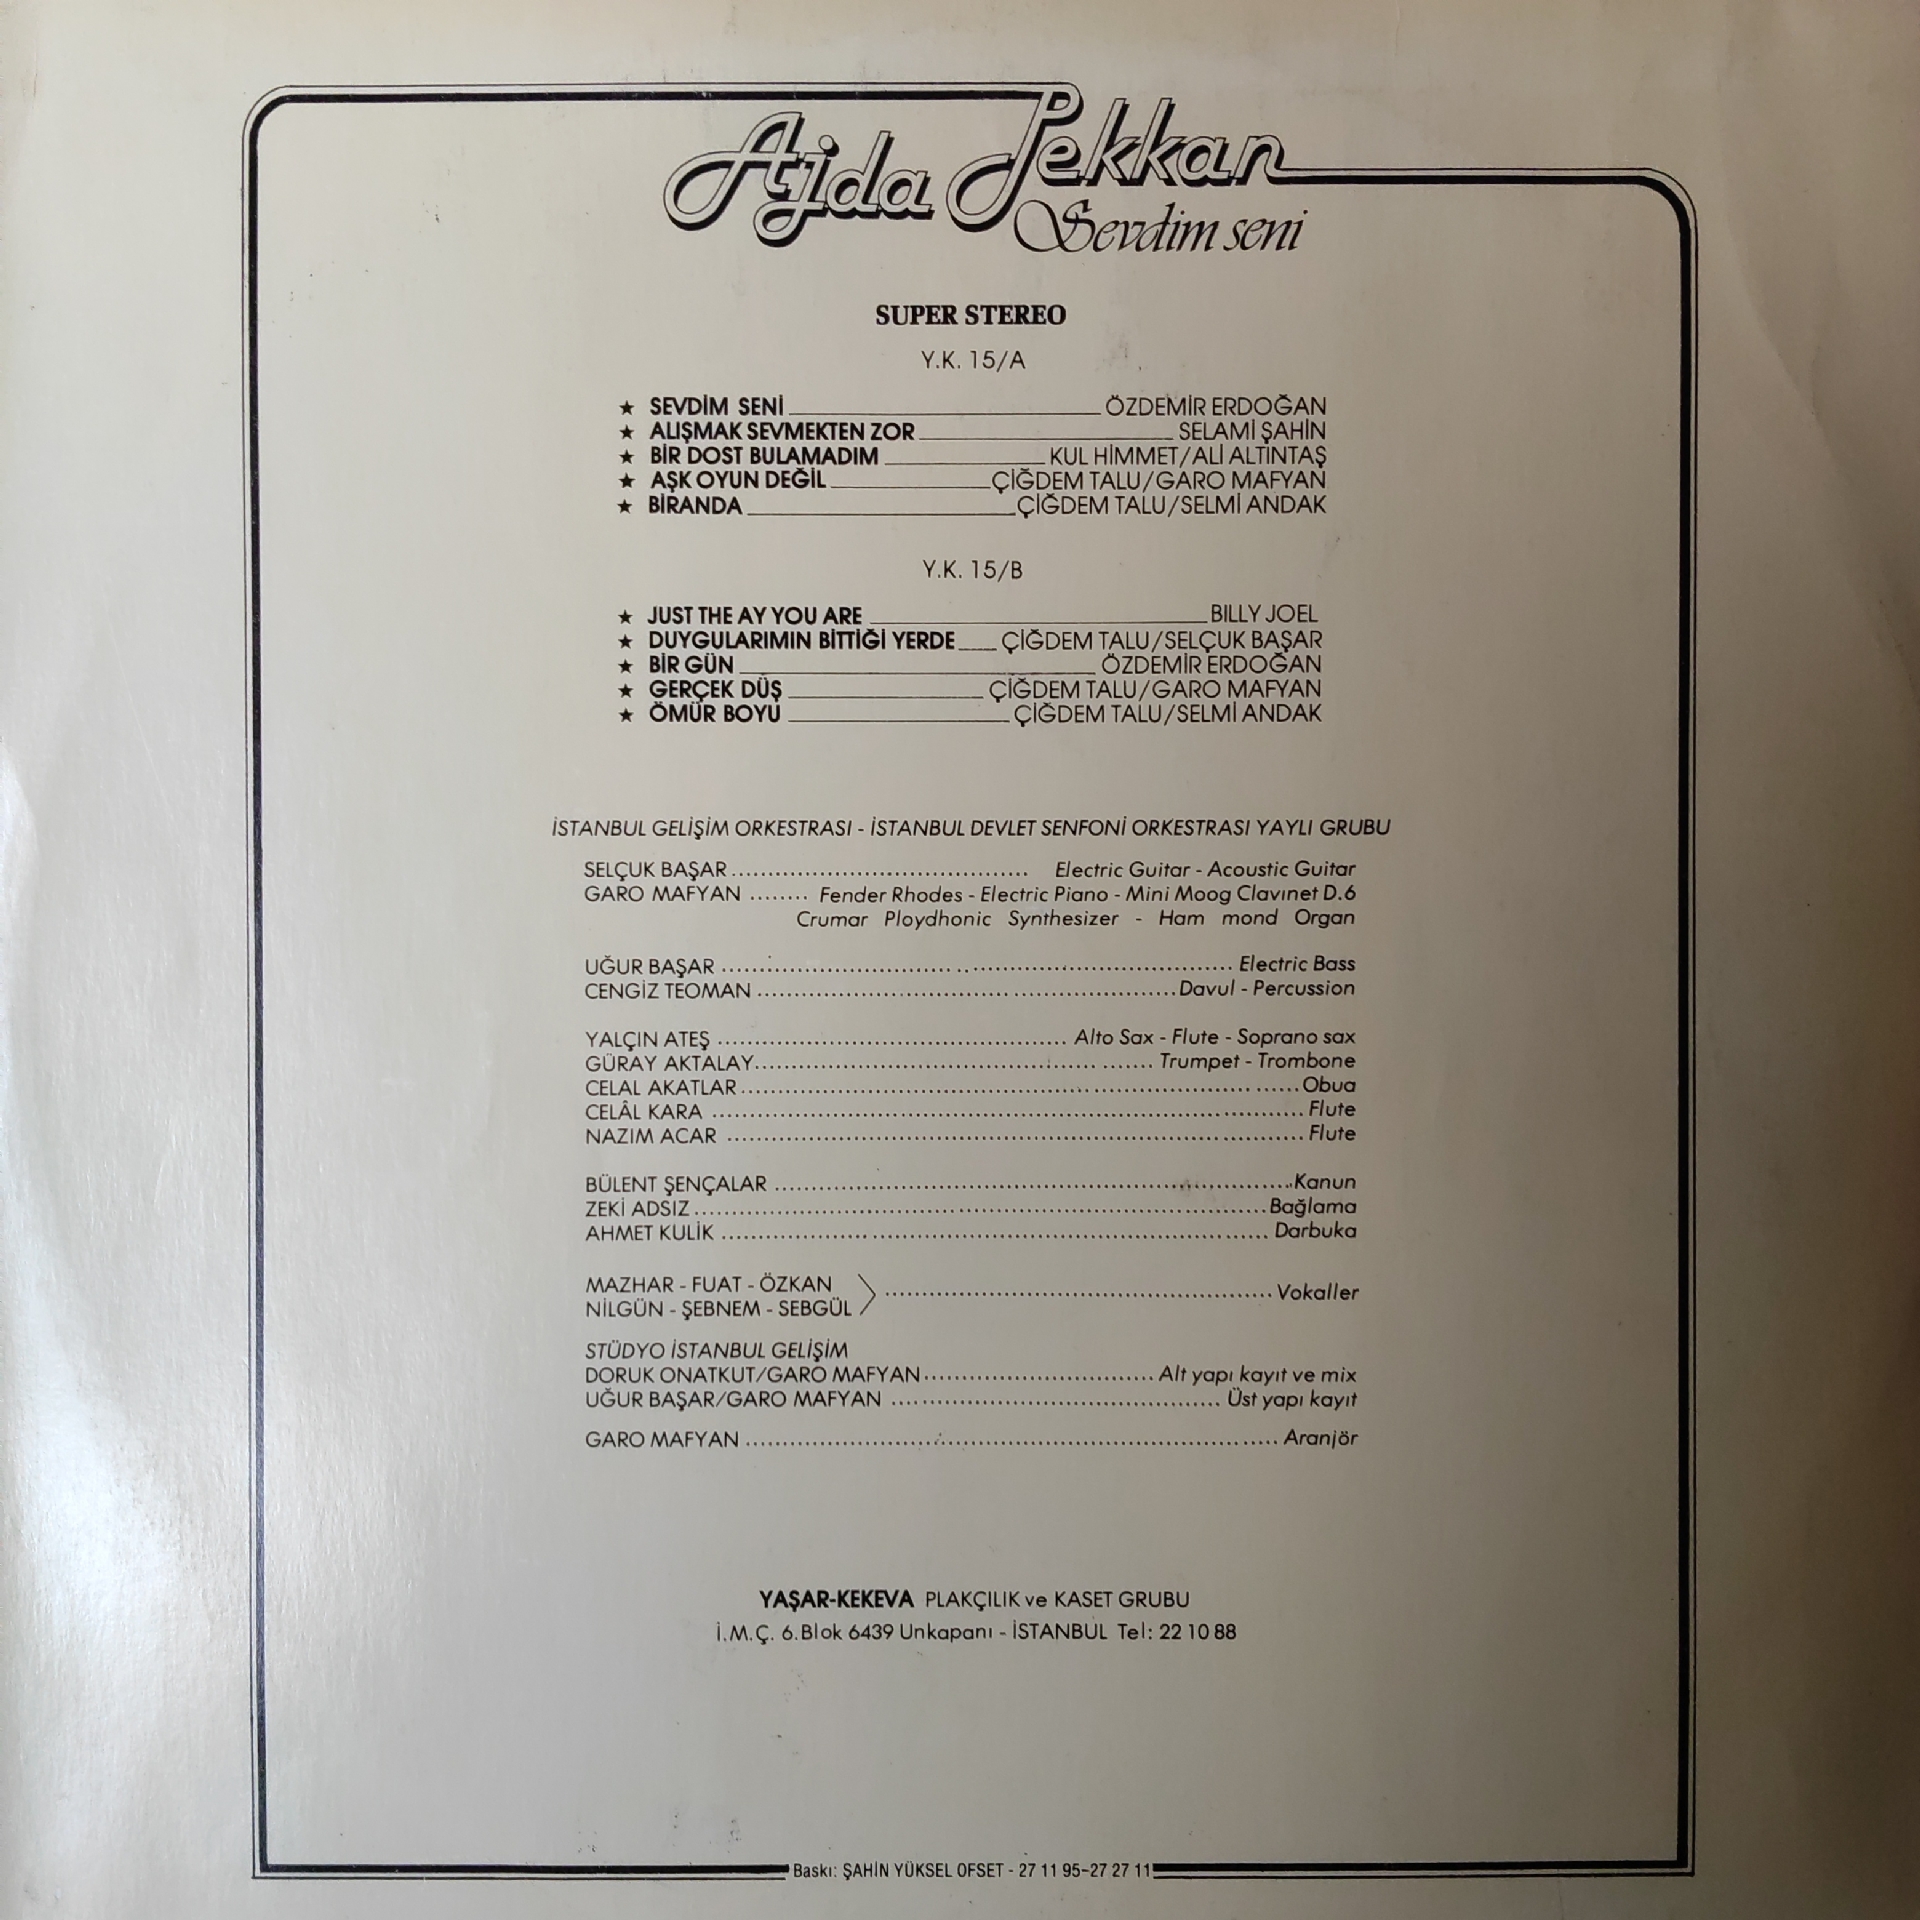 Ajda Pekkan
Sevdim seni
SUPER STEREO
Y.K. 15/A
★ SEVDİM SENİ ÖZDEMİR ERDOĞAN
★ ALIŞMAK SEVMEKTEN ZOR SELAMİ ŞAHİN
★ BİR DOST BULAMADIM KUL HİMMET/ALİ ALTINTAŞ
★ AŞK OYUN DEĞİL ÇİĞDEM TALU/GARO MAFYAN
★ BİRANDA ÇİĞDEM TALU/SELMİ ANDAK
Y.K. 15/B
★ JUST THE AY YOU ARE BILLY JOEL
★ DUYGULARIMIN BİTTİĞİ YERDE ÇİĞDEM TALU/SELÇUK BAŞAR
★ BİR GÜN ÖZDEMİR ERDOĞAN
★ GERÇEK DÜŞ ÇİĞDEM TALU/GARO MAFYAN
★ ÖMÜR BOYU ÇİĞDEM TALU/SELMİ ANDAK
İSTANBUL GELİŞİM ORKESTRASI - İSTANBUL DEVLET SENFONİ ORKESTRASI YAYLI GRUBU
SELÇUK BAŞAR Electric Guitar - Acoustic Guitar
GARO MAFYAN Fender Rhodes - Electric Piano - Mini Moog Clavınet D.6
Crumar Ploydhonic Synthesizer - Ham mond Organ
UĞUR BAŞAR Electric Bass
CENGİZ TEOMAN Davul - Percussion
YALÇIN ATEŞ Alto Sax - Flute - Soprano sax
GÜRAY AKTALAY Trumpet - Trombone
CELAL AKATLAR Obua
CELÂL KARA Flute
NAZIM ACAR Flute
BÜLENT ŞENÇALAR Kanun
ZEKİ ADSIZ Bağlama
AHMET KULİK Darbuka
MAZHAR - FUAT - ÖZKAN
NİLGÜN - ŞEBNEM - SEBGÜL Vokaller
STÜDYO İSTANBUL GELİŞİM
DORUK ONATKUT/GARO MAFYAN Alt yapı kayıt ve mix
UĞUR BAŞAR/GARO MAFYAN Üst yapı kayıt
GARO MAFYAN Aranjör
YAŞAR-KEKEVA PLAKÇILIK ve KASET GRUBU
İ.M.Ç. 6.Blok 6439 Unkapanı - İSTANBUL Tel: 22 10 88
Baskı: ŞAHİN YÜKSEL OFSET - 27 11 95-27 27 11